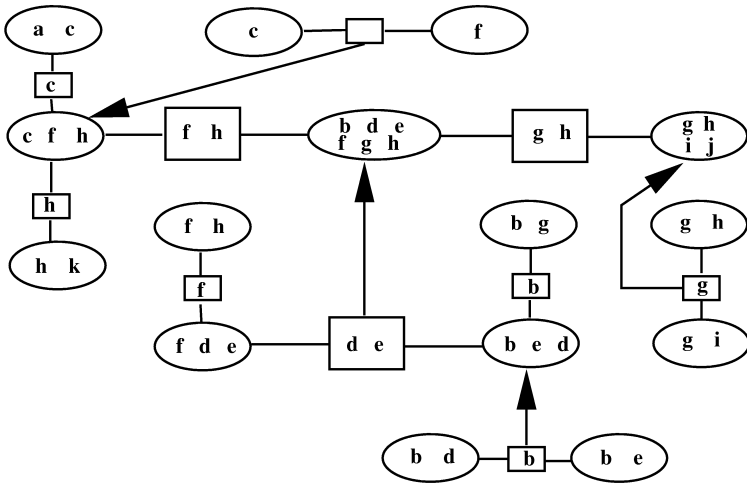 a c
c
f
c
c f h
f h
b d e
f g h
g h
g h
i j
h
h k
f h
b g
g h
f
b
g
f d e
d e
b e d
g i
b d
b
b e